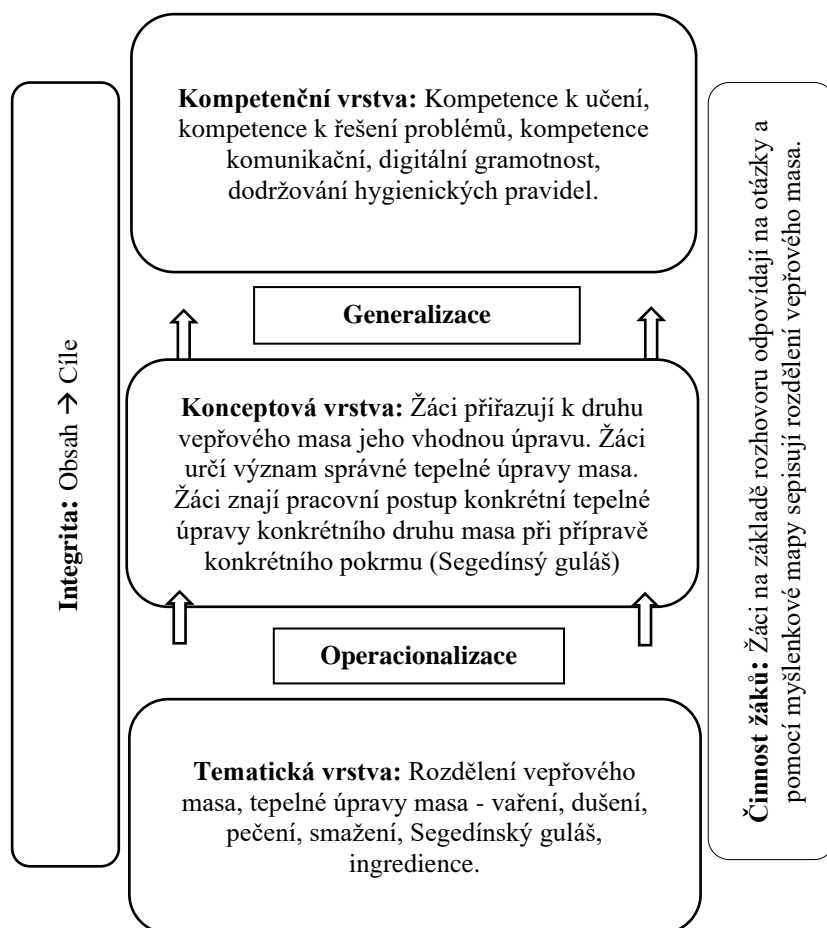 Kompetenční vrstva: Kompetence k učení,
kompetence k řešení problémů, kompetence
komunikační, digitální gramotnost,
dodržování hygienických pravidel.
Generalizace
Konceptová vrstva: Žáci přiřazují k druhu
vepřového masa jeho vhodnou úpravu. Žáci
určí význam správné tepelné úpravy masa.
Žáci znají pracovní postup konkrétní tepelné
úpravy konkrétního druhu masa při přípravě
konkrétního pokrmu (Segedínsý guláš)
Operacionalizace
Tematická vrstva: Rozdělení vepřového
masa, tepelné úpravy masa - vaření, dušení,
pečení, smažení, Segedínský guláš,
ingredience.
Integrita: Obsah → Cíle
Činnost žáků: Žáci na základě rozhovoru odpovídají na otázky a
pomocí myšlenkové mapy sepisují rozdělení vepřového masa.